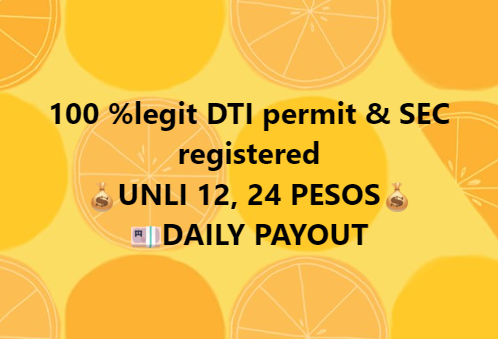 100 %legit DTI permit & SEC
registered
💰UNLI 12, 24 PESOS💰
💴DAILY PAYOUT